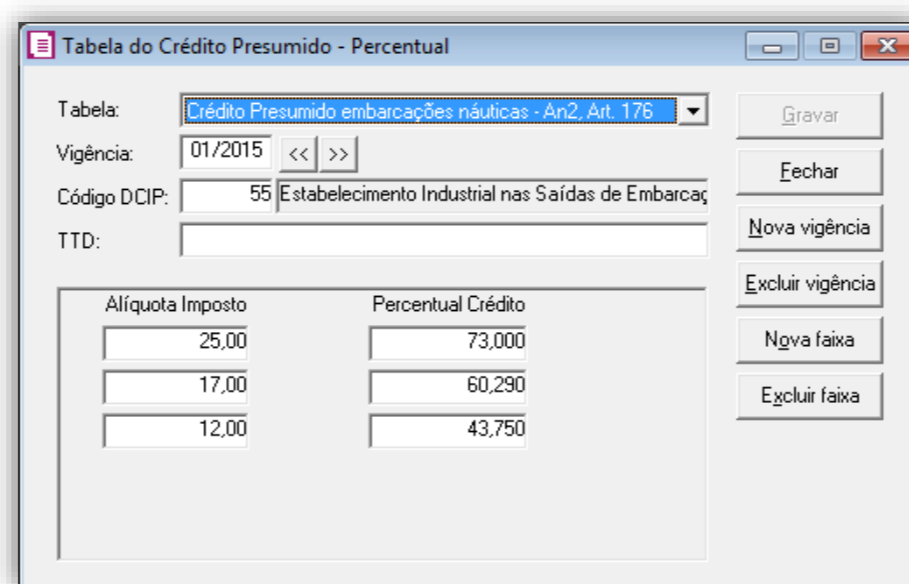 Tabela do Crédito Presumido - Percentual
Tabela: Crédito Presumido embarcações náuticas - An2, Art. 176
Gravar
Vigência: 01/2015 << >>
Fechar
Código DCIP: 55 Estabelecimento Industrial nas Saídas de Embarcaç
TTD:
Nova vigência
Excluir vigência
Alíquota Imposto Percentual Crédito
25,00 73,000
Nova faixa
17,00 60,290
Excluir faixa
12,00 43,750